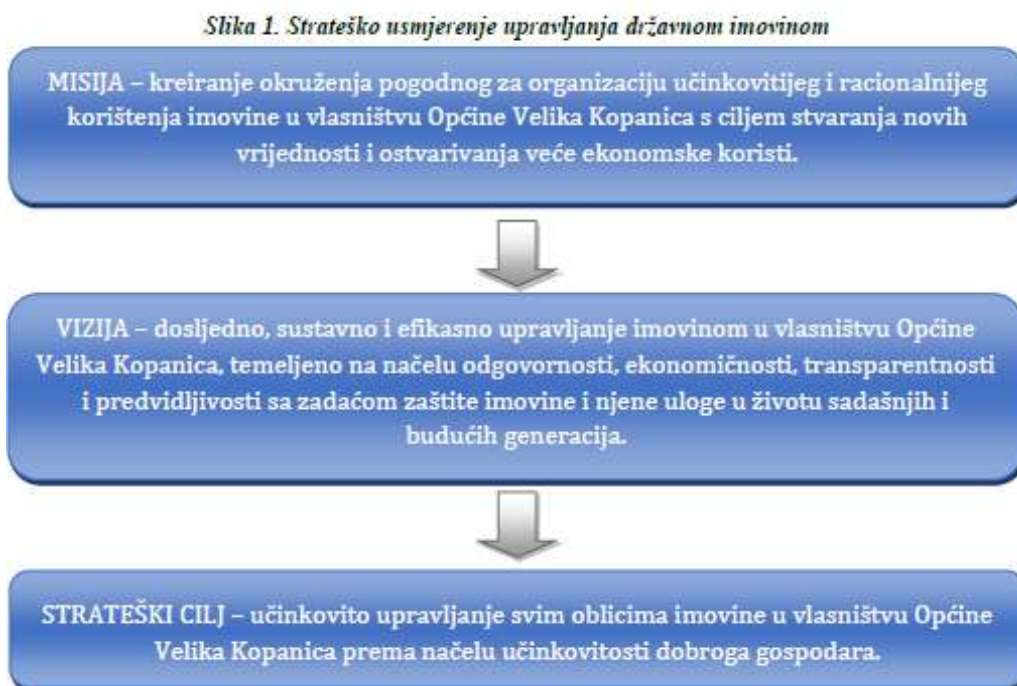 Slika 1. Strateško usmjerenje upravljanja državnom imovinom
MISIJA – kreiranje okruženja pogodnog za organizaciju učinkovitijeg i racionalnijeg
korištenja imovine u vlasništvu Općine Velika Kopanica s ciljem stvaranja novih
vrijednosti i ostvarivanja veće ekonomske koristi.
VIZIJA – dosljedno, sustavno i efikasno upravljanje imovinom u vlasništvu Općine
Velika Kopanica, temeljeno na načelu odgovornosti, ekonomičnosti, transparentnosti
i predvidljivosti sa zadaćom zaštite imovine i njene uloge u životu sadašnjih i
budućih generacija.
STRATEŠKI CILJ – učinkovito upravljanje svim oblicima imovine u vlasništvu Općine
Velika Kopanica prema načelu učinkovitosti dobroga gospodara.